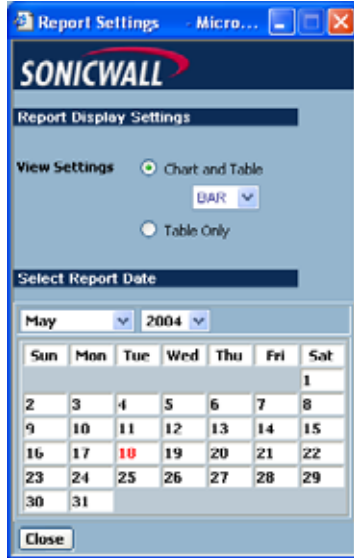 Report Settings - Micro...
SONICWALL
Report Display Settings
View Settings Chart and Table
BAR
Table Only
Select Report Date
May 2004
Sun Mon Tue Wed Thu Fri Sat
1
2 3 4 5 6 7 8
9 10 11 12 13 14 15
16 17 18 19 20 21 22
23 24 25 26 27 28 29
30 31
Close